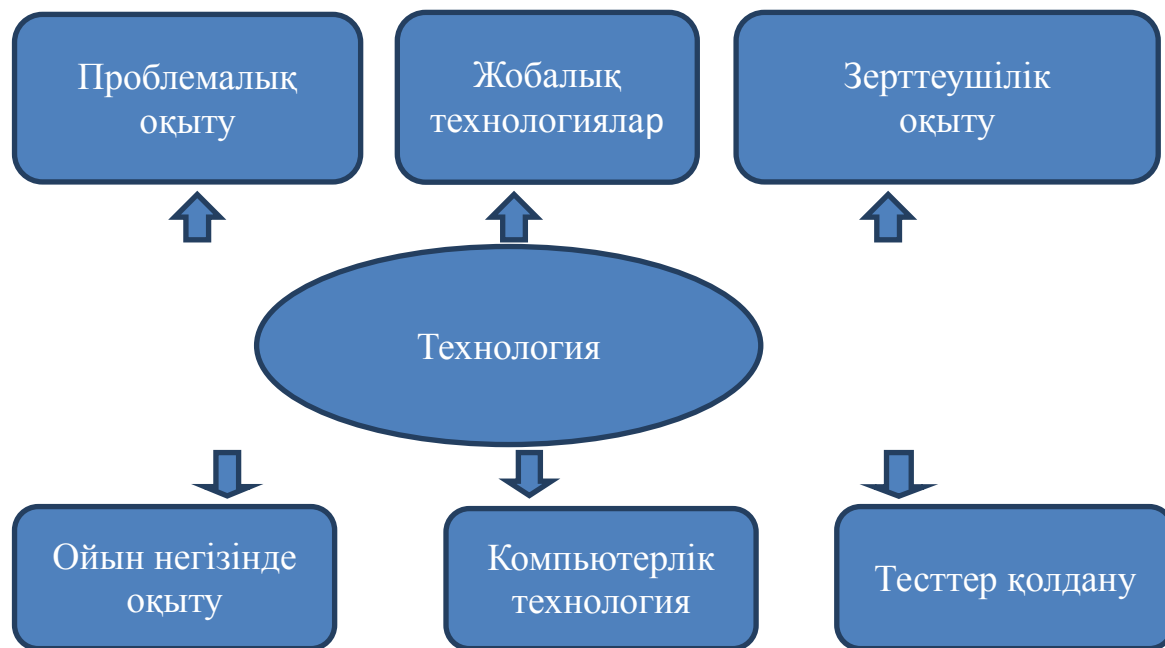 Проблемалық
оқыту
Жобалық
технологиялар
Зерттеушілік
оқыту
Технология
Ойын негізінде
оқыту
Компьютерлік
технология
Тесттер қолдану